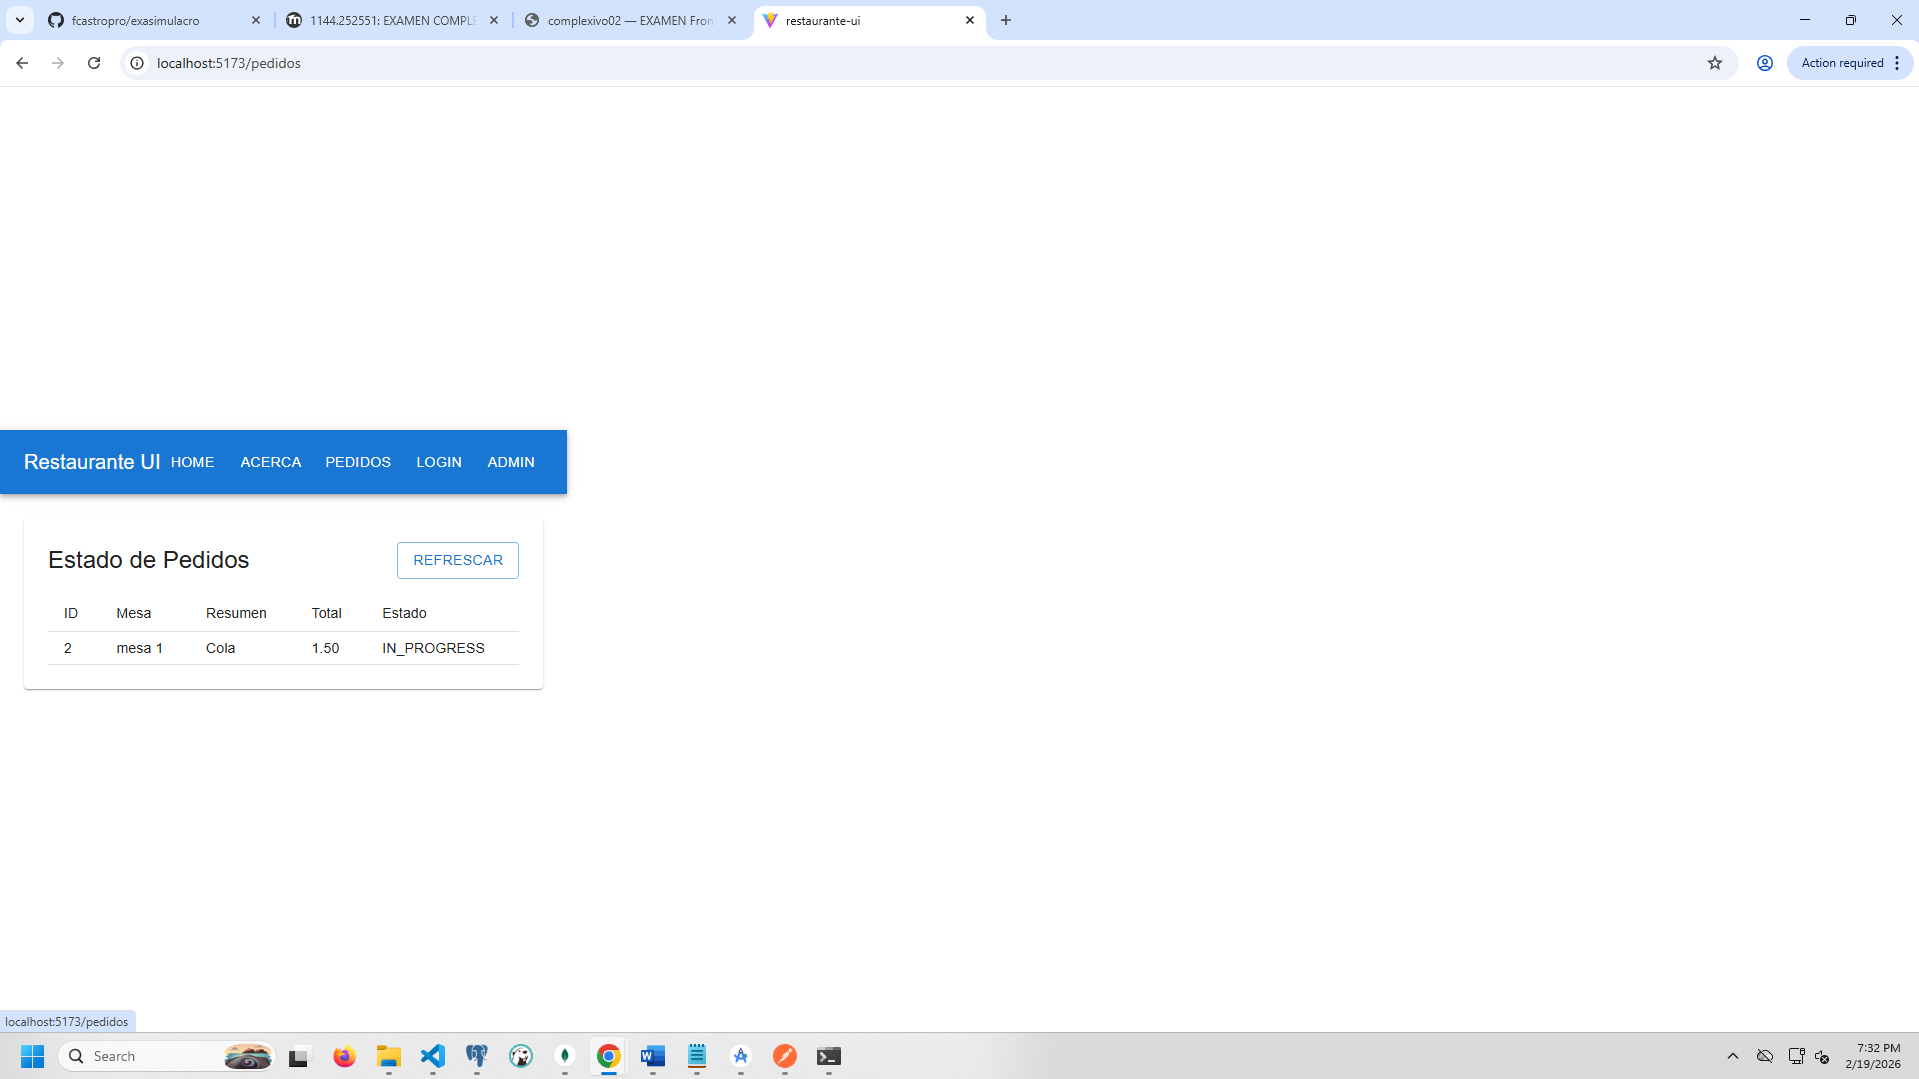 fcastropro/exasimulacro
1144.252551: EXAMEN COMPLE
complexivo02 — EXAMEN Fron
restaurante-ui
localhost:5173/pedidos
Action required
Restaurante UI HOME ACERCA PEDIDOS LOGIN ADMIN
Estado de Pedidos REFRESCAR
ID Mesa Resumen Total Estado
2 mesa 1 Cola 1.50 IN_PROGRESS
localhost:5173/pedidos
Search
7:32 PM
2/19/2026